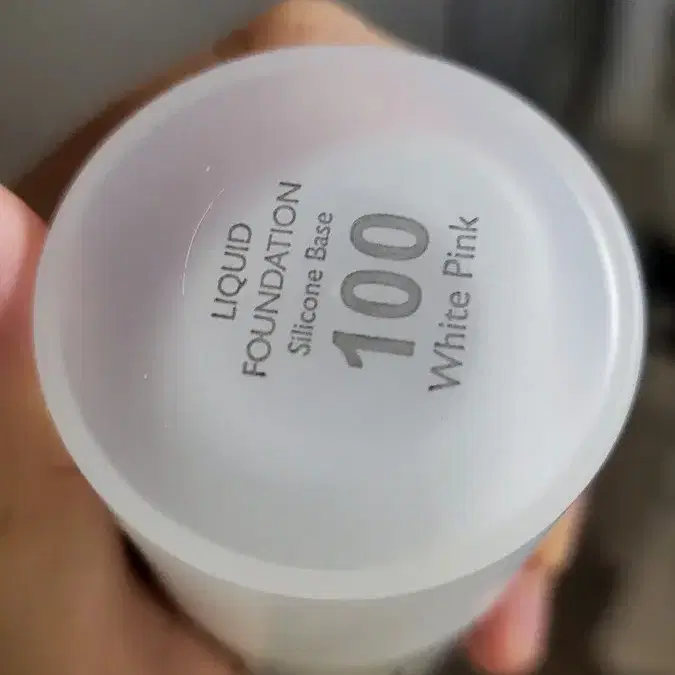 LIQUID
FOUNDATION
Silicone Base
100
White Pink